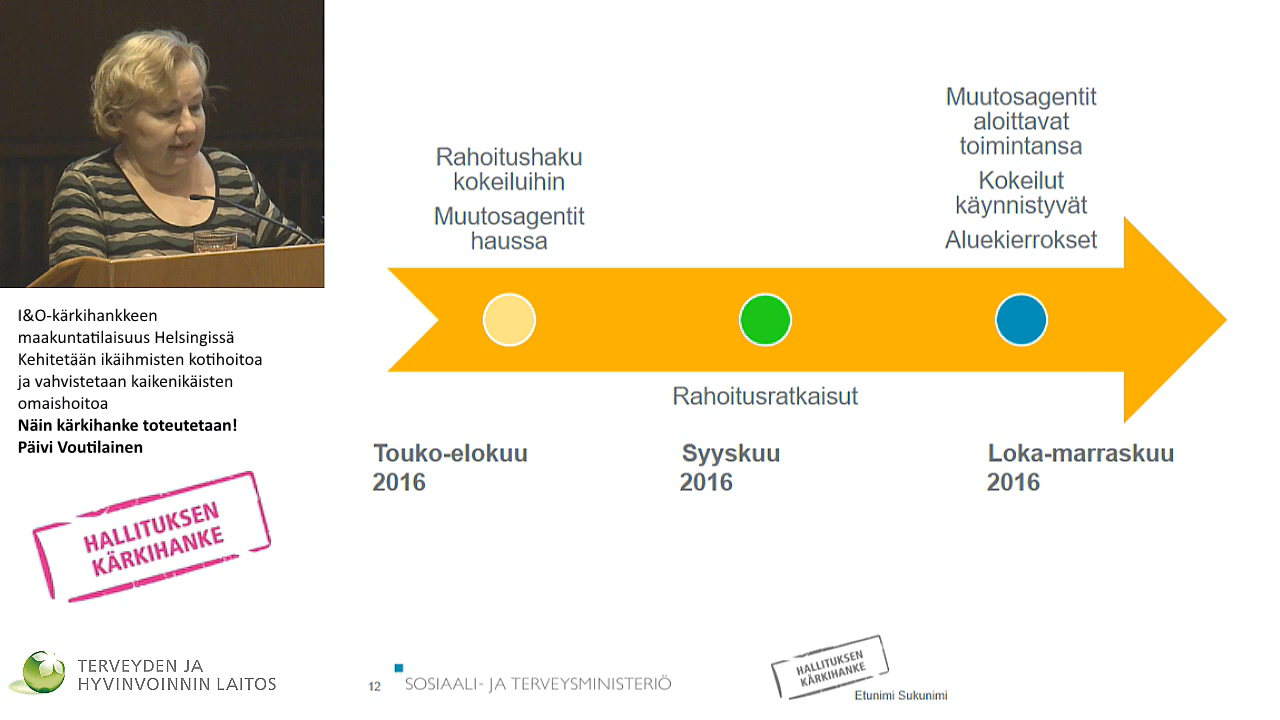 I&O-kärkihankkeen
maakuntatilaisuus Helsingissä
Kehitetään ikäihmisten kotihoitoa
ja vahvistetaan kaikenikäisten
omaishoitoa
Näin kärkihanke toteutetaan!
Päivi Voutilainen
HALLITUKSEN
KÄRKIHANKE
TERVEYDEN JA
HYVINVOINNIN LAITOS
Rahoitushaku
kokeiluihin
Muutosagentit
haussa
Muutosagentit
aloittavat
toimintansa
Kokeilut
käynnistyvät
Aluekierrokset
Rahoitusratkaisut
Touko-elokuu
2016
Syyskuu
2016
Loka-marraskuu
2016
12
SOSIAALI- JA TERVEYSMINISTERIÖ
HALLITUKSEN
KÄRKIHANKE
Etunimi Sukunimi